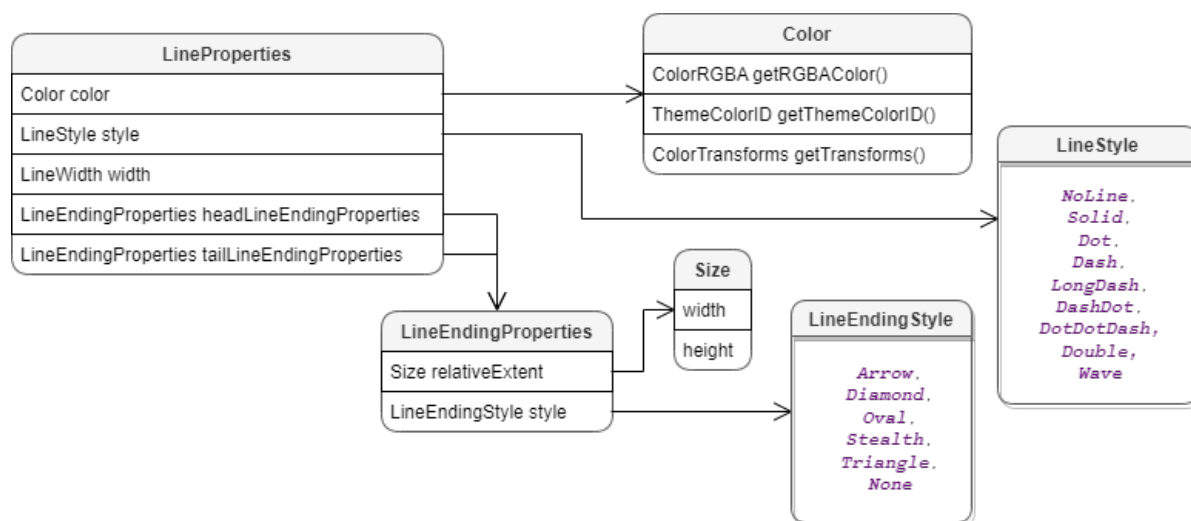 LineProperties
Color color
LineStyle style
LineWidth width
LineEndingProperties headLineEndingProperties
LineEndingProperties tailLineEndingProperties
Color
ColorRGBA getRGBAColor()
ThemeColorID getThemeColorID()
ColorTransforms getTransforms()
LineStyle
NoLine,
Solid,
Dot,
Dash,
LongDash,
DashDot,
DotDotDash,
Double,
Wave
Size
width
height
LineEndingProperties
Size relativeExtent
LineEndingStyle style
LineEndingStyle
Arrow,
Diamond,
Oval,
Stealth,
Triangle,
None